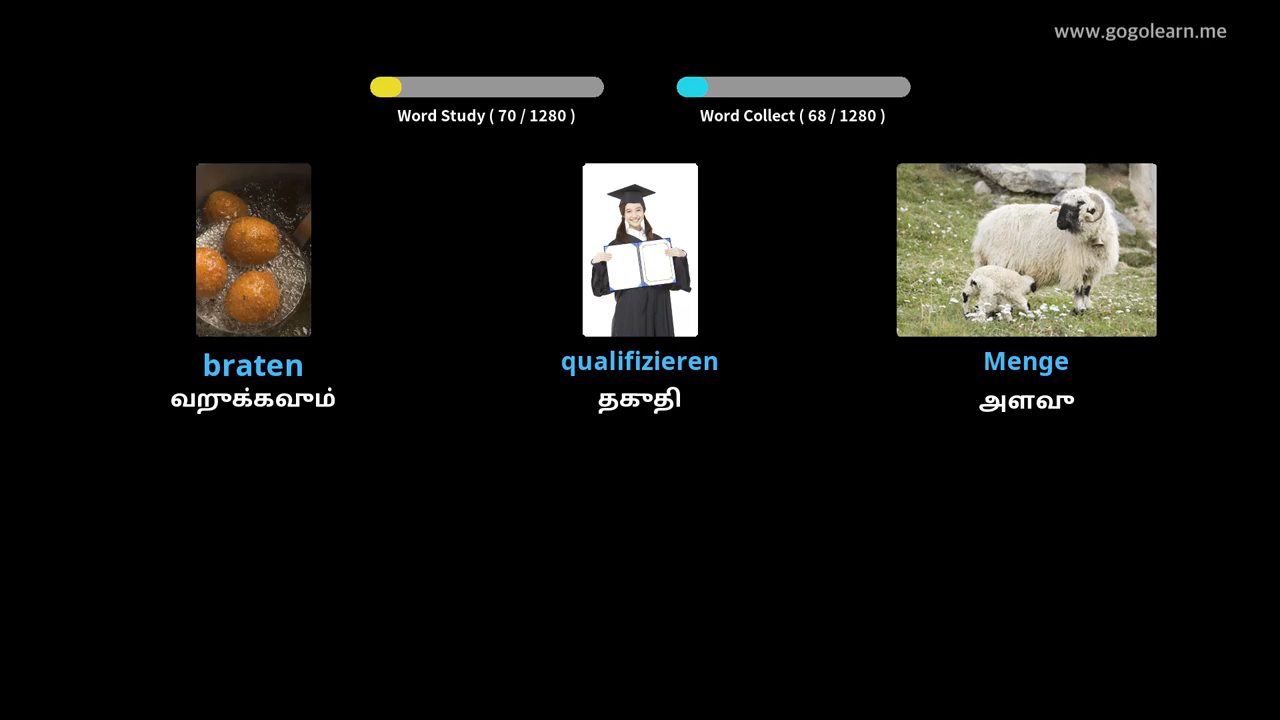 www.gogolearn.me
Word Study ( 70 / 1280 )
Word Collect ( 68 / 1280 )
braten
qualifizieren
Menge
வறுக்கவும்
தகுதி
அளவு